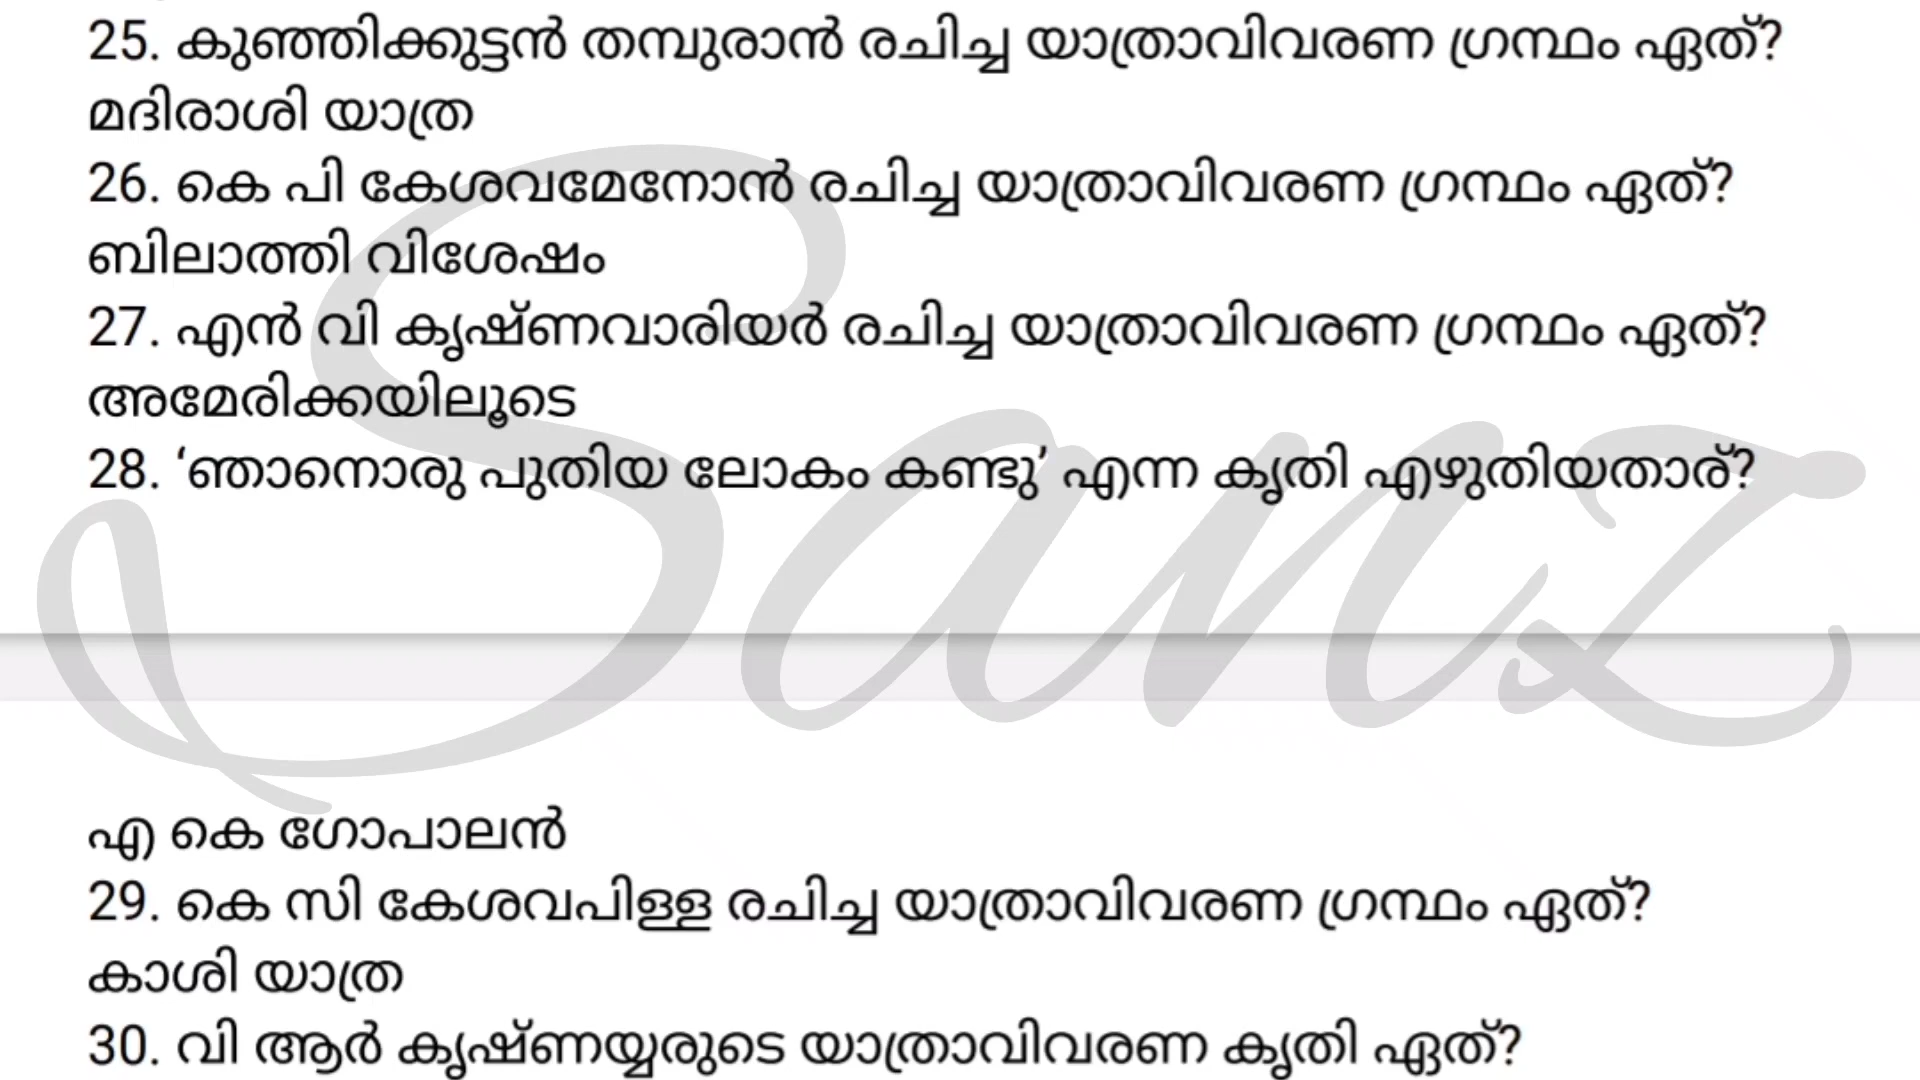 25. കുഞ്ഞിക്കുട്ടൻ തമ്പുരാൻ രചിച്ച യാത്രാവിവരണ ഗ്രന്ഥം ഏത്?
മദിരാശി യാത്ര
26. കെ പി കേശവമേനോൻ രചിച്ച യാത്രാവിവരണ ഗ്രന്ഥം ഏത്?
ബിലാത്തി വിശേഷം
27. എൻ വി കൃഷ്ണവാരിയർ രചിച്ച യാത്രാവിവരണ ഗ്രന്ഥം ഏത്?
അമേരിക്കയിലൂടെ
28. ‘ഞാനൊരു പുതിയ ലോകം കണ്ടു’ എന്ന കൃതി എഴുതിയതാര്?
Samz
എ കെ ഗോപാലൻ
29. കെ സി കേശവപിള്ള രചിച്ച യാത്രാവിവരണ ഗ്രന്ഥം ഏത്?
കാശി യാത്ര
30. വി ആർ കൃഷ്ണയ്യരുടെ യാത്രാവിവരണ കൃതി ഏത്?